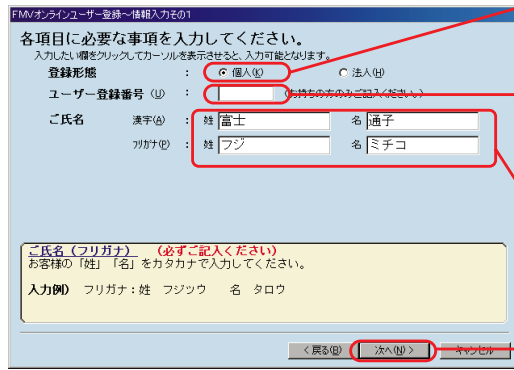 FMVオンラインユーザー登録～情報入力その1
各項目に必要な事項を入力してください。
入力したい欄をクリックしてカーソルを表示させると、入力可能となります。
登録形態 : 個人(K) 法人(H)
ユーザー登録番号(U) : (お持ちの方のみご記入ください)
ご氏名 漢字(A) : 姓 富士 名 通子
フリガナ(P) : 姓 フジ 名 ミチコ
ご氏名(フリガナ) (必ずご記入ください)
お客様の「姓」「名」をカタカナで入力してください。
入力例) フリガナ:姓 フジツウ 名 タロウ
<戻る(B) 次へ(N)> キャンセル